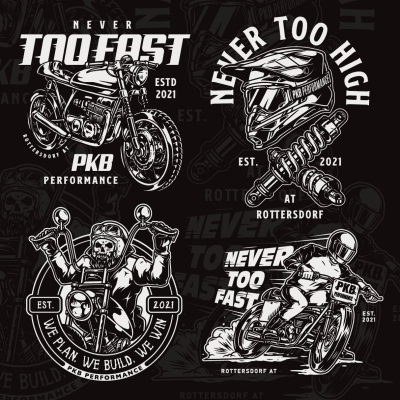 NEVER
TOO FAST
ESTD
2021
ROTTERSDORF AT
PKB
PERFORMANCE
NEVER TOO HIGH
PKB PERFORMANCE
EST. 2021
AT
ROTTERSDORF
EST. 2021
WE PLAN. WE BUILD. WE WIN
PKB PERFORMANCE
NEVER
TOO
FAST
PKB
EST.
2021
ROTTERSDORF AT